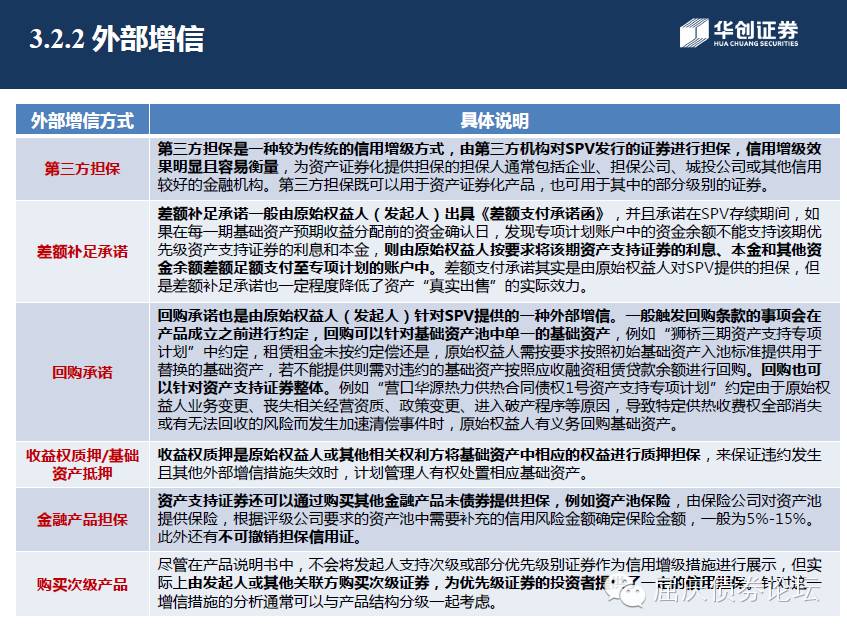 3.2.2 外部增信
华创证券
HUA CHUANG SECURITIES
外部增信方式
具体说明
第三方担保
第三方担保是一种较为传统的信用增级方式，由第三方机构对SPV发行的证券进行担保，信用增级效
果明显且容易衡量，为资产证券化提供担保的担保人通常包括企业、担保公司、城投公司或其他信用
较好的金融机构。第三方担保既可以用于资产证券化产品，也可用于其中的部分级别的证券。
差额补足承诺
差额补足承诺一般由原始权益人（发起人）出具《差额支付承诺函》，并且承诺在SPV存续期间，如
果在每一期基础资产预期收益分配前的资金确认日，发现专项计划账户中的资金余额不能支持该期优
先级资产支持证券的利息和本金，则由原始权益人按要求将该期资产支持证券的利息、本金和其他资
金余额差额足额支付至专项计划的账户中。差额支付承诺其实是由原始权益人对SPV提供的担保，但
是差额补足承诺也一定程度降低了资产“真实出售”的实际效力。
回购承诺
回购承诺也是由原始权益人（发起人）针对SPV提供的一种外部增信。一般触发回购条款的事项会在
产品成立之前进行约定，回购可以针对基础资产池中单一的基础资产，例如“狮桥三期资产支持专项
计划”中约定，租赁租金未按约定偿还是，原始权益人需按要求按照初始基础资产入池标准提供用于
替换的基础资产，若不能提供则需对违约的基础资产按照应收融资租赁贷款余额进行回购。回购也可
以针对资产支持证券整体。例如“营口华源热力供热合同债权1号资产支持专项计划”约定由于原始权
益人业务变更、丧失相关经营资质、政策变更、进入破产程序等原因，导致特定供热收费权全部消失
或有无法回收的风险而发生加速清偿事件时，原始权益人有义务回购基础资产。
收益权质押/基础
资产抵押
收益权质押是原始权益人或其他相关权利方将基础资产中相应的权益进行质押担保，来保证违约发生
且其他外部增信措施失效时，计划管理人有权处置相应基础资产。
金融产品担保
资产支持证券还可以通过购买其他金融产品未债券提供担保，例如资产池保险，由保险公司对资产池
提供保险，根据评级公司要求的资产池中需要补充的信用风险金额确定保险金额，一般为5%-15%。
此外还有不可撤销担保信用证。
购买次级产品
尽管在产品说明书中，不会将发起人支持次级或部分优先级别证券作为信用增级措施进行展示，但实
际上由发起人或其他关联方购买次级证券，为优先级证券的投资者提供了一定的信用担保。针对这一
增信措施的分析通常可以与产品结构分级一起考虑。
屈庆债券论坛